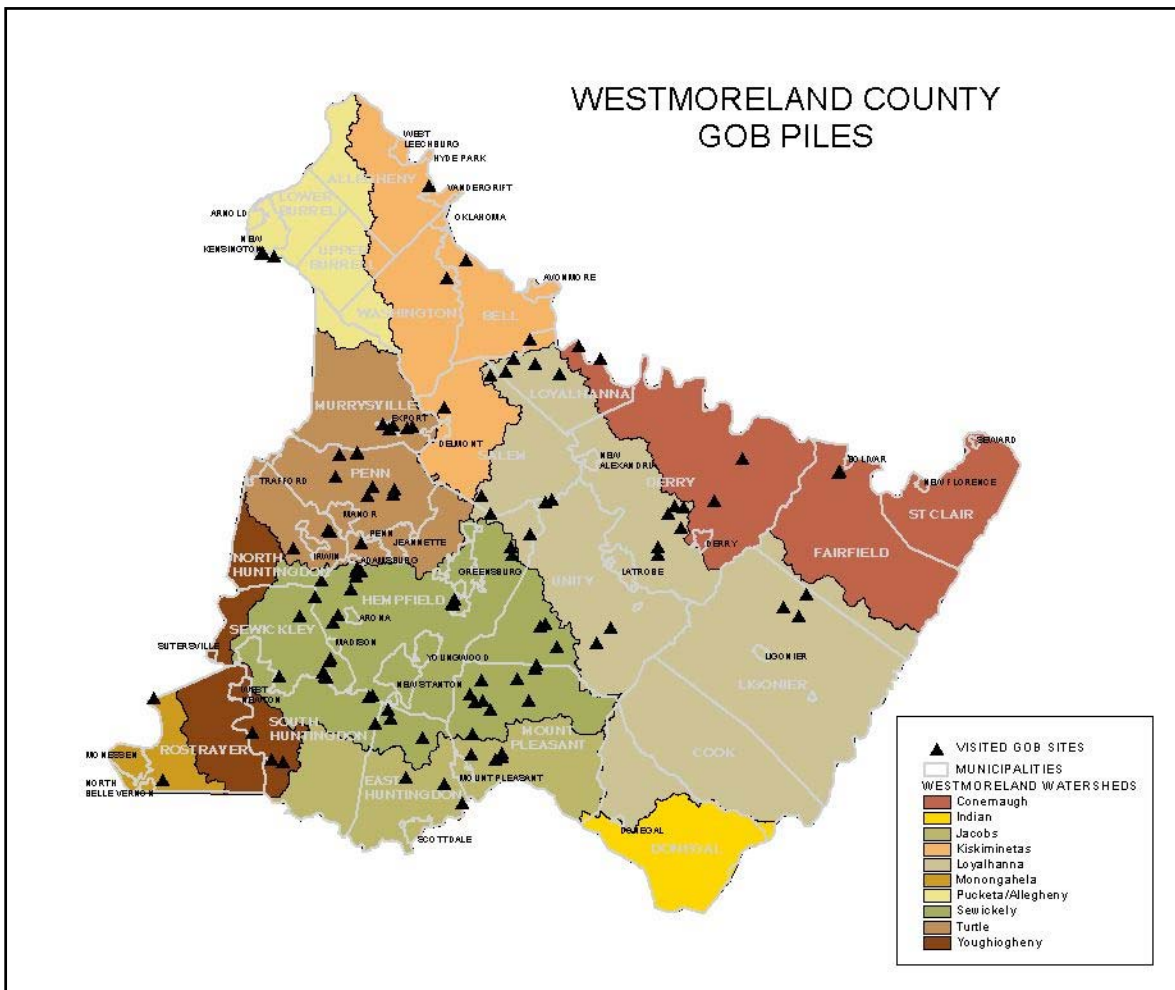 WESTMORELAND COUNTY
GOB PILES
WEST
LEECHBURG
HYDE PARK
ALLEGHENY
VANDERGRIFT
LOWER
BURRELL
ARNOLD
OKLAHOMA
NEW
KENSINGTON
UPPER
BURRELL
AVONMORE
WASHINGTON
BELL
LOYALHANNA
MURRYSVILLE
EXPORT
DELMONT
SALEM
NEW
ALEXANDRIA
SEWARD
BOLIVAR
PENN
TRAFFORD
DERRY
NEW FLORENCE
MANOR
ST CLAIR
PENN
JEANNETTE
DERRY
NORTH
HUNTINGDON
IRWIN
ADAMSBURG
FAIRFIELD
GREENSBURG
LATROBE
UNITY
HEMPFIELD
ARONA
SEWICKLEY
MADISON
SUTERSVILLE
YOUNGWOOD
LIGONIER
NEW STANTON
LIGONIER
WEST
NEWTON
SOUTH
HUNTINGDON
MOUNT
PLEASANT
ROSTRAVER
COOK
MONESSEN
NORTH
BELLE VERNON
EAST
HUNTINGDON
MOUNT PLEASANT
SCOTTDALE
DONEGAL
DONEGAL
VISITED GOB SITES
MUNICIPALITIES
WESTMORELAND WATERSHEDS
Conemaugh
Indian
Jacobs
Kiskiminetas
Loyalhanna
Monongahela
Pucketa/Allegheny
Sewickely
Turtle
Youghiogheny